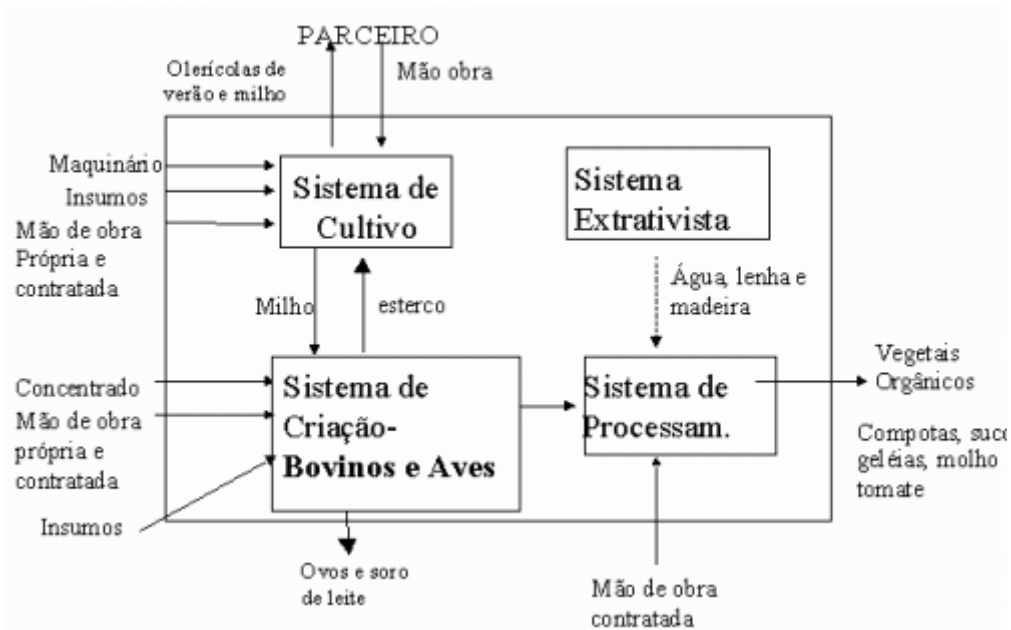 PARCEIRO
Olerícolas de
verão e milho
Mão obra
Maquinário
Insumos
Mão de obra
Própria e
contratada
Sistema de
Cultivo
Sistema
Extrativista
Milho
esterco
Água, lenha e
madeira
Concentrado
Mão de obra
própria e
contratada
Insumos
Sistema de
Criação-
Bovinos e Aves
Sistema de
Processam.
Vegetais
Orgânicos
Compotas, suco
geléias, molho
tomate
Ovos e soro
de leite
Mão de obra
contratada